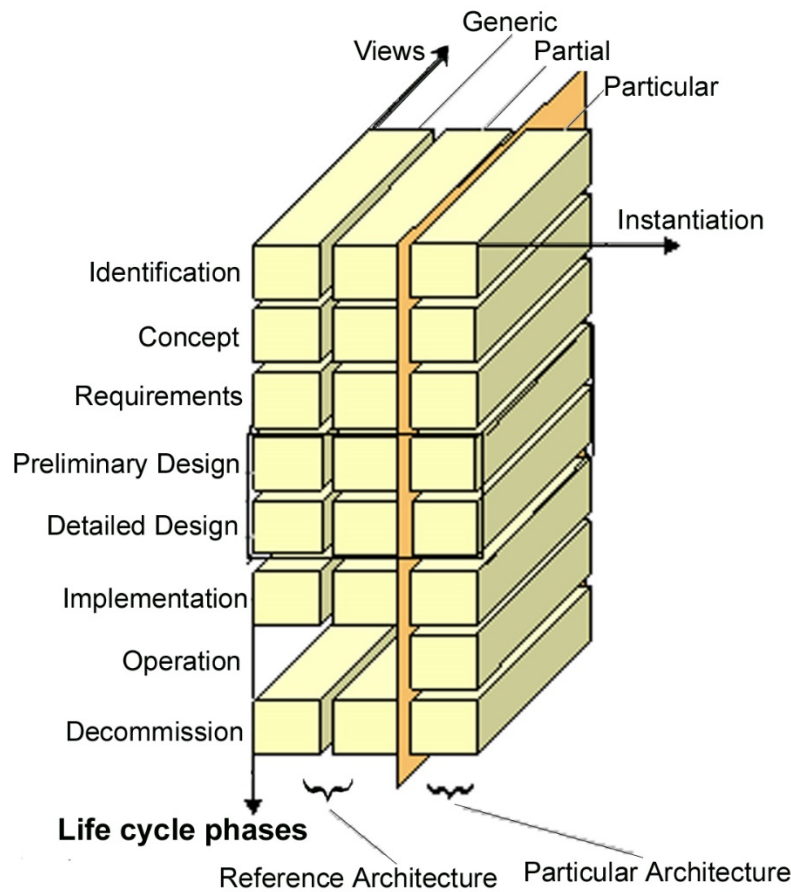 Generic
Views
Partial
Particular
Instantiation
Identification
Concept
Requirements
Preliminary Design
Detailed Design
Implementation
Operation
Decommission
Life cycle phases
Reference Architecture
Particular Architecture